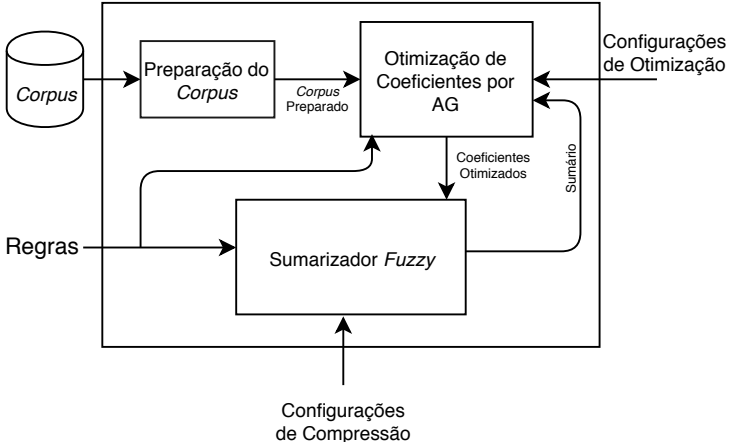 Corpus
Preparação do
Corpus
Corpus
Preparado
Otimização de
Coeficientes por
AG
Configurações
de Otimização
Coeficientes
Otimizados
Sumário
Regras
Sumarizador Fuzzy
Configurações
de Compressão